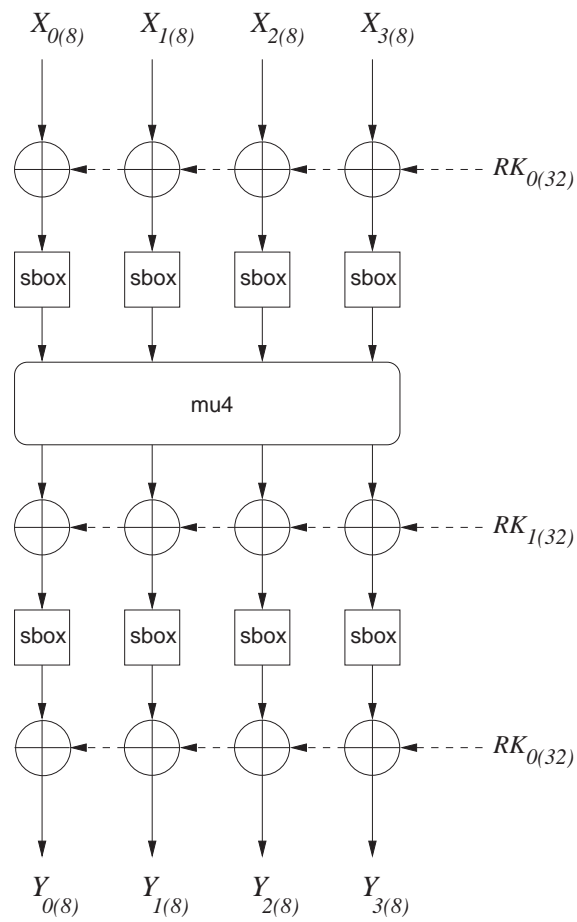 X0(8) X1(8) X2(8) X3(8)
RK0(32)
sbox sbox sbox sbox
mu4
RK1(32)
sbox sbox sbox sbox
RK0(32)
Y0(8) Y1(8) Y2(8) Y3(8)